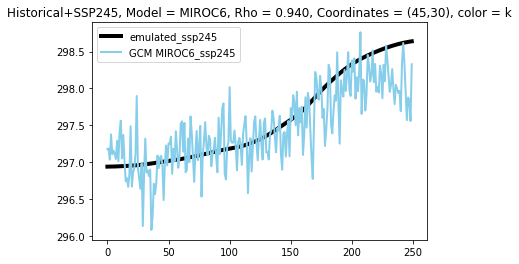 Historical+SSP245, Model = MIROC6, Rho = 0.940, Coordinates = (45,30), color = k
emulated_ssp245
GCM MIROC6_ssp245
298.5
298.0
297.5
297.0
296.5
296.0
0 50 100 150 200 250